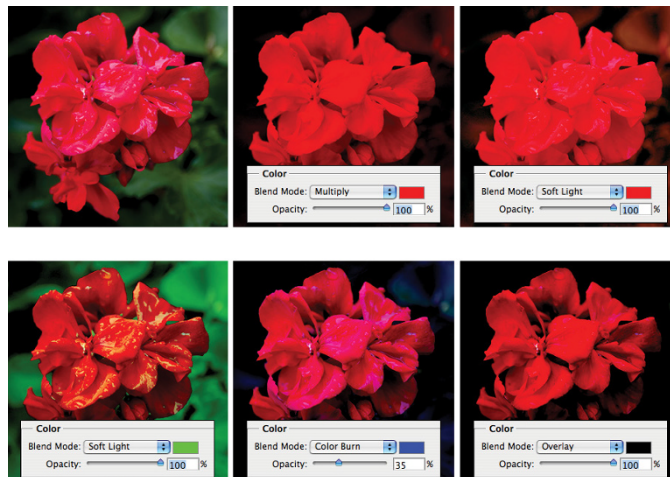 Color
Blend Mode: Multiply
Opacity: 100 %
Color
Blend Mode: Soft Light
Opacity: 100 %
Color
Blend Mode: Soft Light
Opacity: 100 %
Color
Blend Mode: Color Burn
Opacity: 35 %
Color
Blend Mode: Overlay
Opacity: 100 %